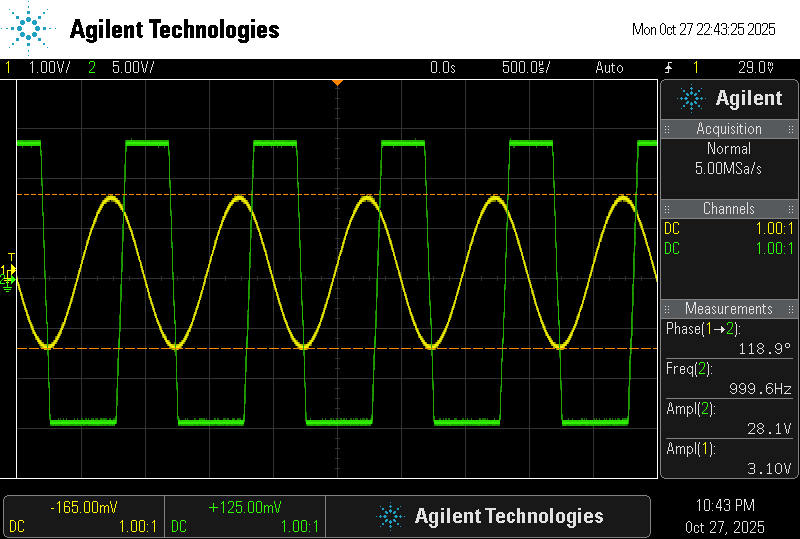 Agilent Technologies
Mon Oct 27 22:43:25 2025
1 1.00V/ 2 5.00V/ 0.0s 500.0µs/ Auto 1 29.0mV
Agilent
Acquisition
Normal
5.00MSa/s
Channels
DC 1.00:1
DC 1.00:1
T
1
2
Measurements
Phase(1→2):
118.9°
Freq(2):
999.6Hz
Ampl(2):
28.1V
Ampl(1):
3.10V
-165.00mV
DC 1.00:1
+125.00mV
DC 1.00:1
Agilent Technologies
10:43 PM
Oct 27, 2025